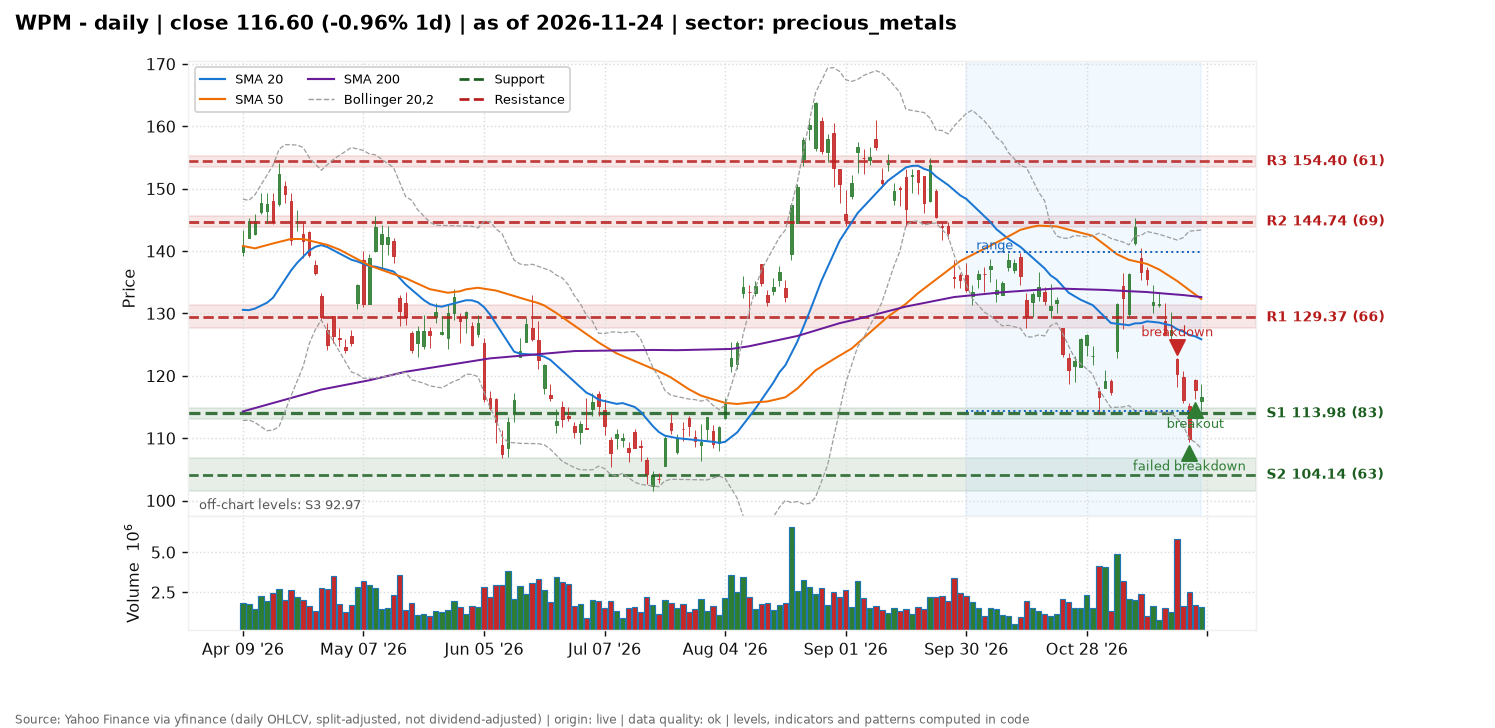 WPM - daily | close 116.60 (-0.96% 1d) | as of 2026-11-24 | sector: precious_metals
SMA 20
SMA 50
SMA 200
Bollinger 20,2
Support
Resistance
Price
170
160
150
140
130
120
110
100
R3 154.40 (61)
R2 144.74 (69)
R1 129.37 (66)
S1 113.98 (83)
S2 104.14 (63)
range
breakdown
breakout
failed breakdown
off-chart levels: S3 92.97
Volume 10⁶
5.0
2.5
Apr 09 '26
May 07 '26
Jun 05 '26
Jul 07 '26
Aug 04 '26
Sep 01 '26
Sep 30 '26
Oct 28 '26
Source: Yahoo Finance via yfinance (daily OHLCV, split-adjusted, not dividend-adjusted) | origin: live | data quality: ok | levels, indicators and patterns computed in code